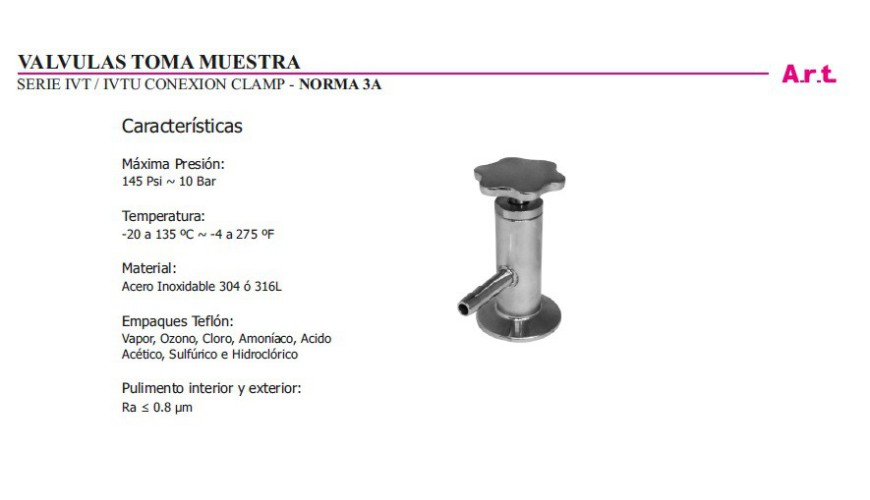 VALVULAS TOMA MUESTRA
SERIE IVT / IVTU CONEXION CLAMP - NORMA 3A
A.r.t.
Características
Máxima Presión:
145 Psi ~ 10 Bar
Temperatura:
-20 a 135 ºC ~ -4 a 275 ºF
Material:
Acero Inoxidable 304 ó 316L
Empaques Teflón:
Vapor, Ozono, Cloro, Amoníaco, Acido
Acético, Sulfúrico e Hidroclórico
Pulimento interior y exterior:
Ra ≤ 0.8 µm